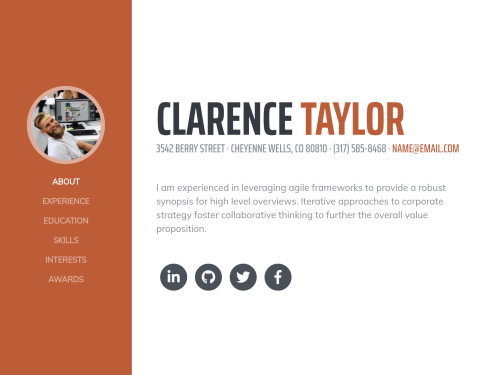 ABOUT
EXPERIENCE
EDUCATION
SKILLS
INTERESTS
AWARDS
CLARENCE TAYLOR
3542 BERRY STREET · CHEYENNE WELLS, CO 80810 · (317) 585-8468 · NAME@EMAIL.COM
I am experienced in leveraging agile frameworks to provide a robust
synopsis for high level overviews. Iterative approaches to corporate
strategy foster collaborative thinking to further the overall value
proposition.
in
f